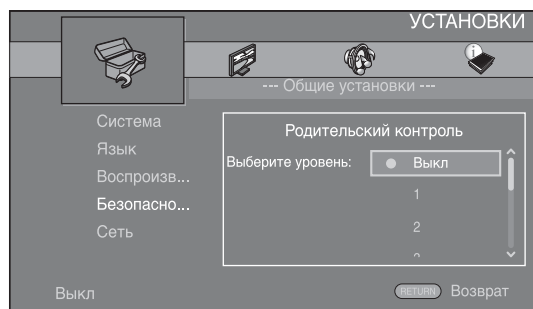 УСТАНОВКИ
--- Общие установки ---
Система
Язык
Воспроизв...
Безопасно...
Сеть
Родительский контроль
Выберите уровень:
Выкл
1
2
Выкл
RETURN Возврат